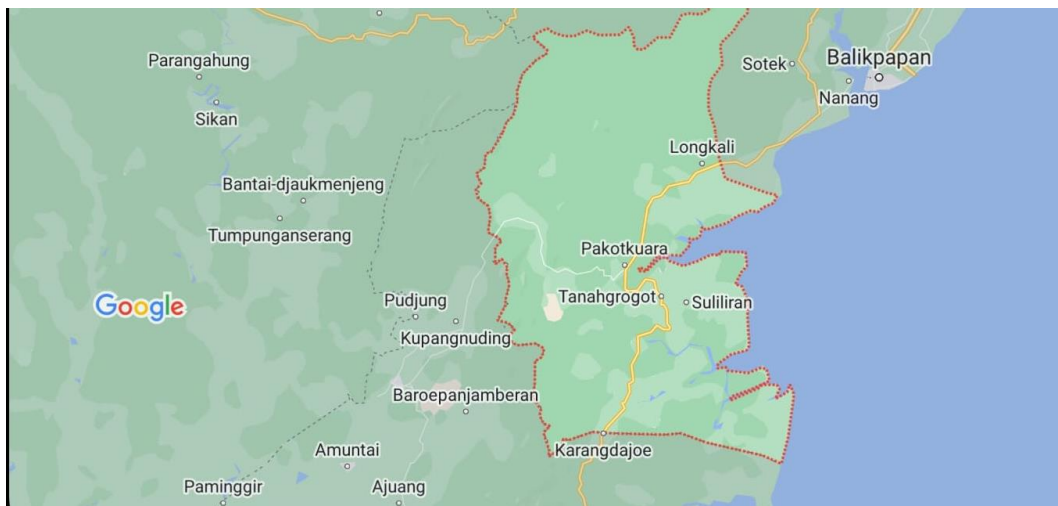 Balikpapan
Parangahung
Sotek
Nanang
Sikan
Longkali
Bantai-djaukmenjeng
Tumpunganserang
Pakotkuara
Tanahgrogot
Suliliran
Google
Pudjung
Kupangnuding
Baroepanjamberan
Amuntai
Karangdajoe
Paminggir
Ajuang